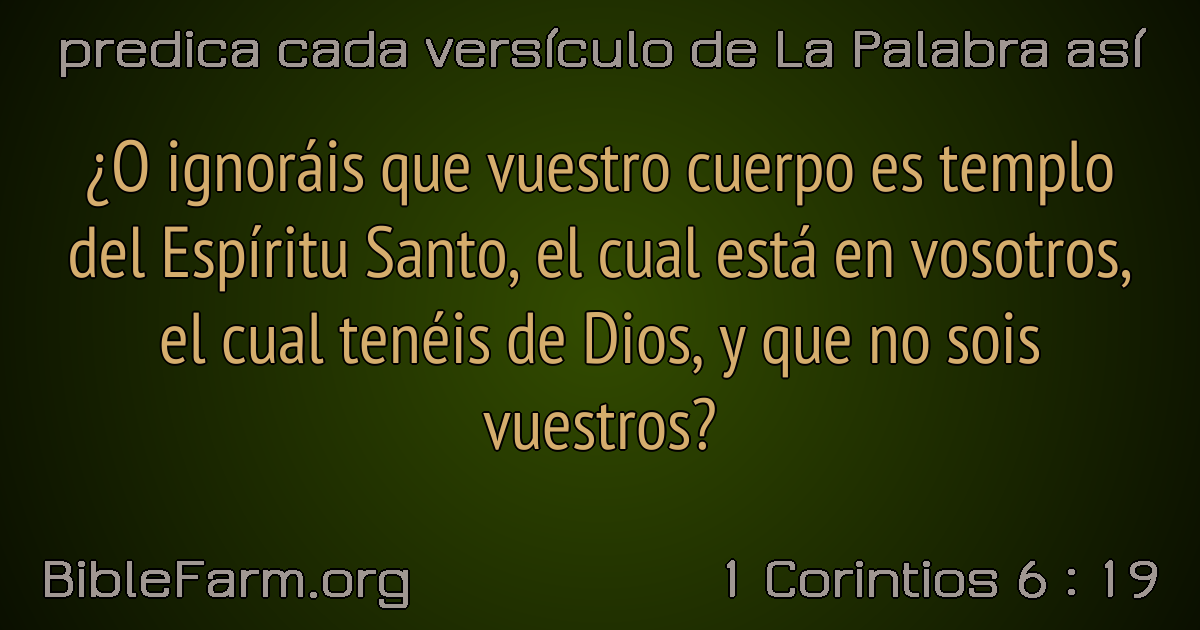 predica cada versículo de La Palabra así
¿O ignoráis que vuestro cuerpo es templo
del Espíritu Santo, el cual está en vosotros,
el cual tenéis de Dios, y que no sois
vuestros?
BibleFarm.org
1 Corintios 6 : 19